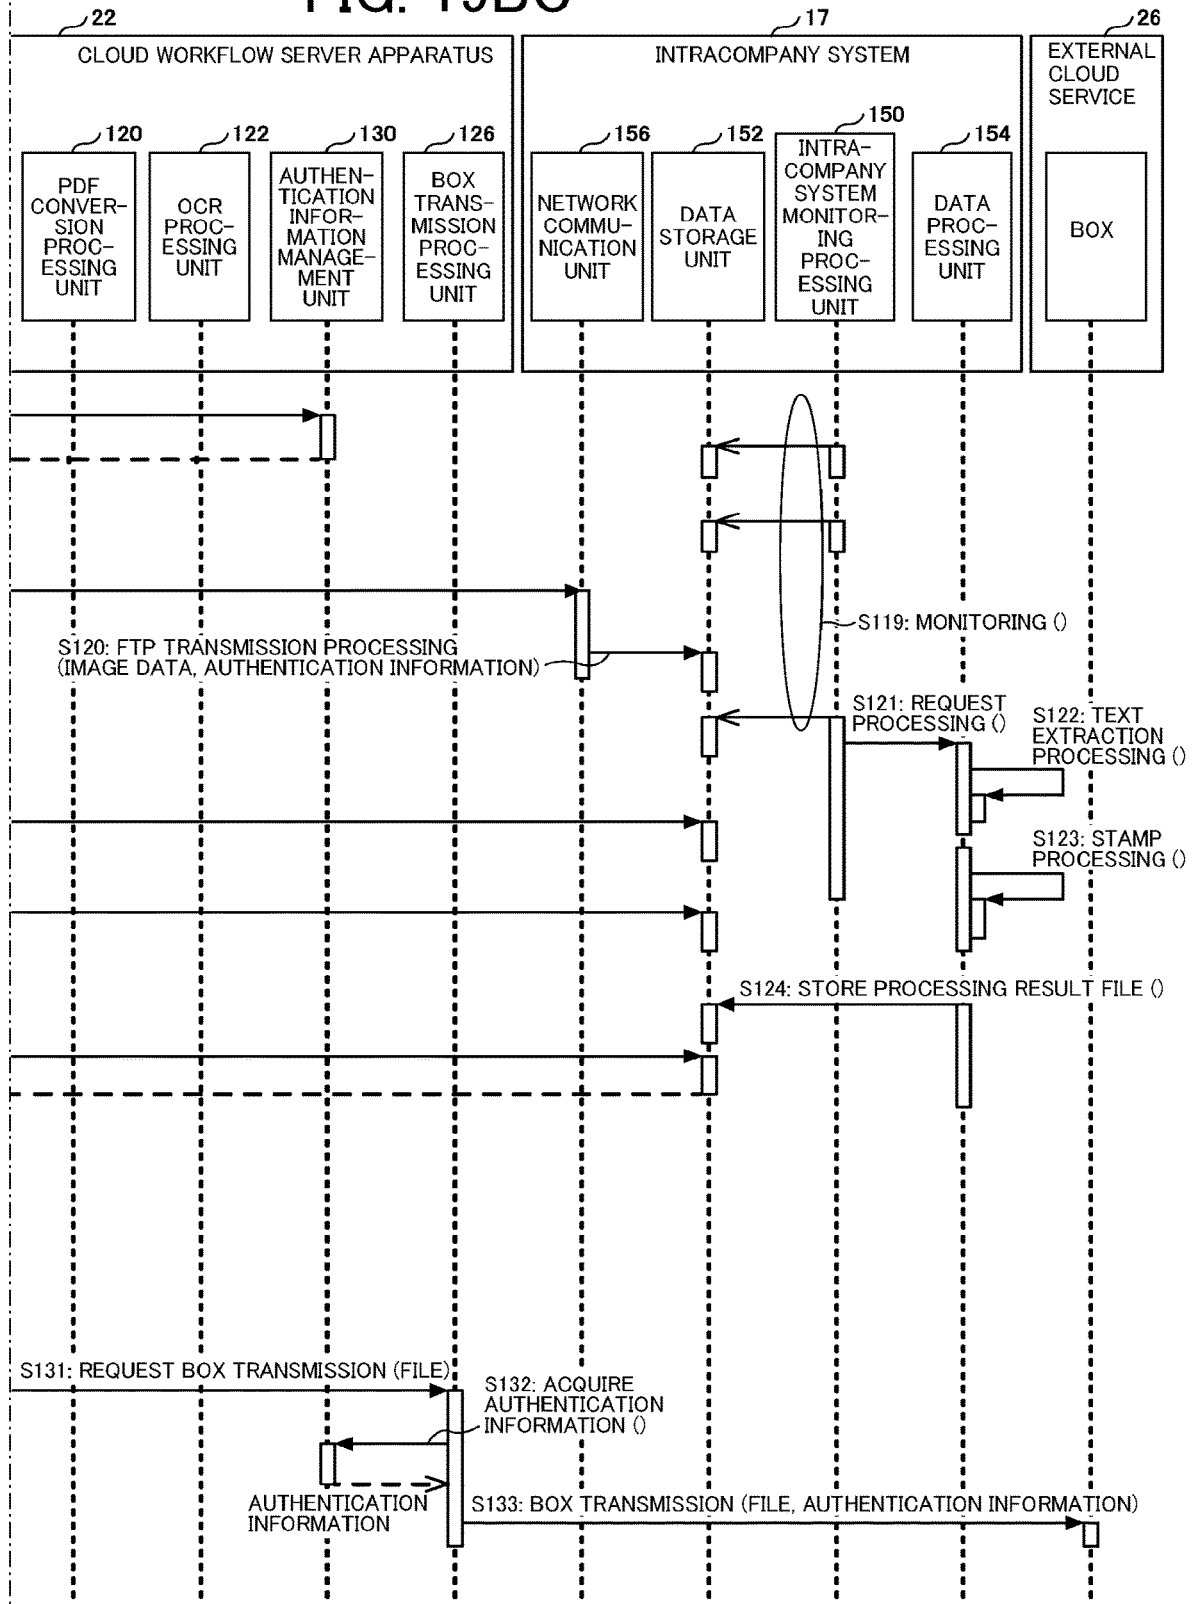 22
17
26
CLOUD WORKFLOW SERVER APPARATUS
INTRACOMPANY SYSTEM
EXTERNAL
CLOUD
SERVICE
120
122
130
126
156
152
150
154
PDF
CONVER-
SION
PROC-
ESSING
UNIT
OCR
PROC-
ESSING
UNIT
AUTHEN-
TICATION
INFOR-
MATION
MANAGE-
MENT
UNIT
BOX
TRANS-
MISSION
PROC-
ESSING
UNIT
NETWORK
COMMU-
NICATION
UNIT
DATA
STORAGE
UNIT
INTRA-
COMPANY
SYSTEM
MONITOR-
ING
PROC-
ESSING
UNIT
DATA
PROC-
ESSING
UNIT
BOX
S119: MONITORING ()
S120: FTP TRANSMISSION PROCESSING
(IMAGE DATA, AUTHENTICATION INFORMATION)
S121: REQUEST
PROCESSING ()
S122: TEXT
EXTRACTION
PROCESSING ()
S123: STAMP
PROCESSING ()
S124: STORE PROCESSING RESULT FILE ()
S131: REQUEST BOX TRANSMISSION (FILE)
S132: ACQUIRE
AUTHENTICATION
INFORMATION ()
AUTHENTICATION
INFORMATION
S133: BOX TRANSMISSION (FILE, AUTHENTICATION INFORMATION)